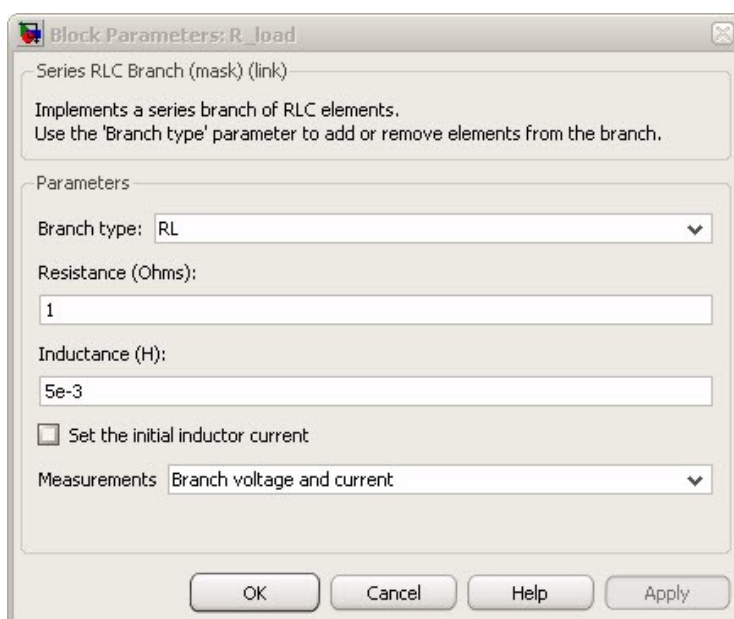 Block Parameters: R_load
Series RLC Branch (mask) (link)
Implements a series branch of RLC elements.
Use the 'Branch type' parameter to add or remove elements from the branch.
Parameters
Branch type: RL
Resistance (Ohms):
1
Inductance (H):
5e-3
Set the initial inductor current
Measurements Branch voltage and current
OK Cancel Help Apply